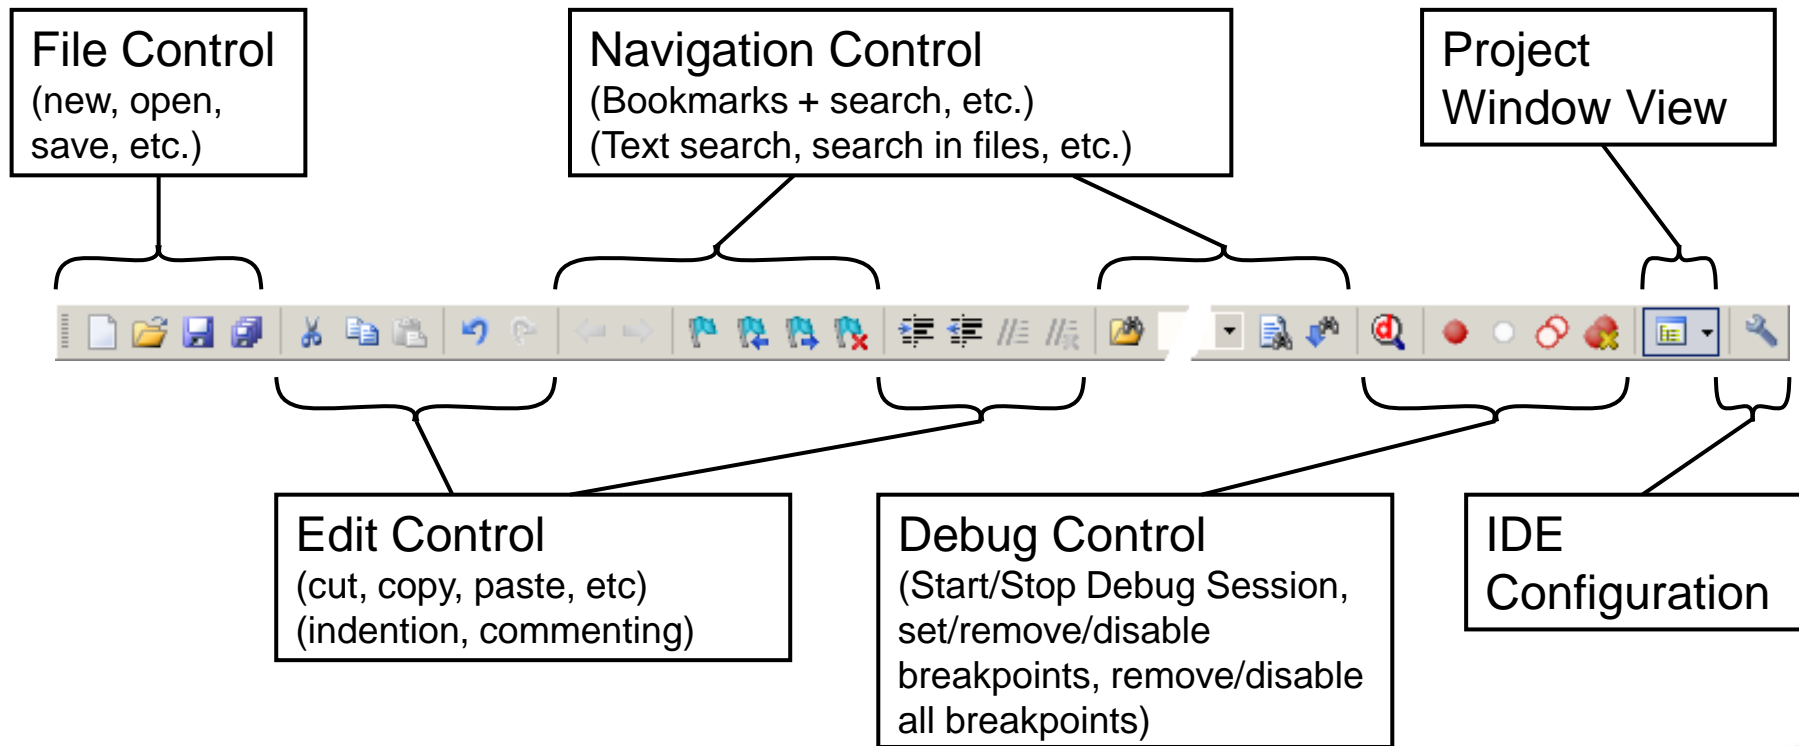 File Control
(new, open,
save, etc.)
Navigation Control
(Bookmarks + search, etc.)
(Text search, search in files, etc.)
Project
Window View
Edit Control
(cut, copy, paste, etc)
(indention, commenting)
Debug Control
(Start/Stop Debug Session,
set/remove/disable
breakpoints, remove/disable
all breakpoints)
IDE
Configuration